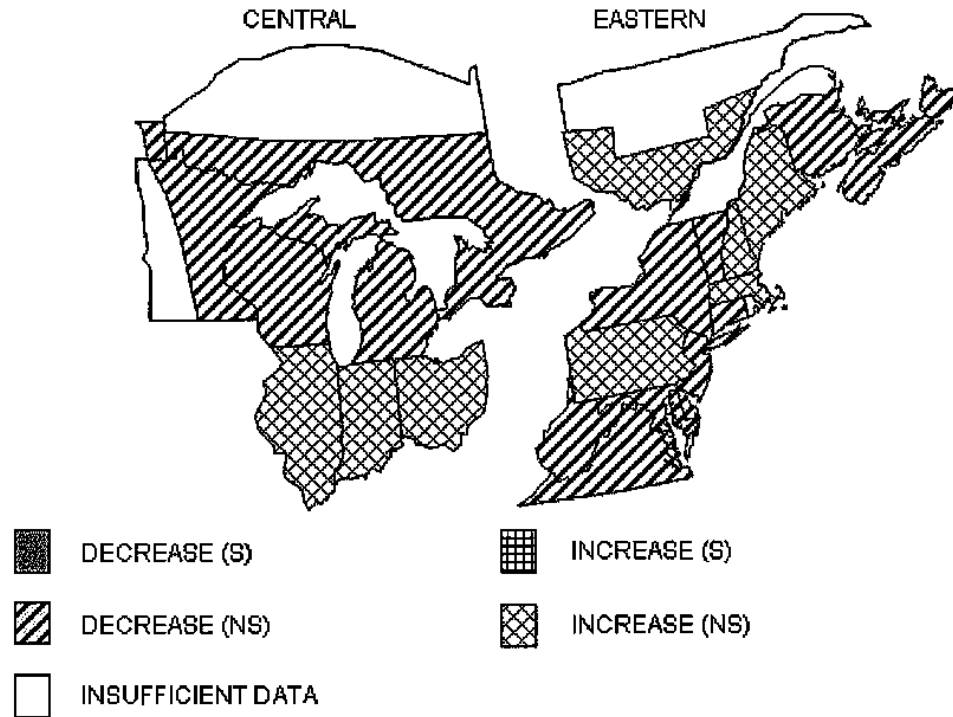 CENTRAL
EASTERN
DECREASE (S)
INCREASE (S)
DECREASE (NS)
INCREASE (NS)
INSUFFICIENT DATA